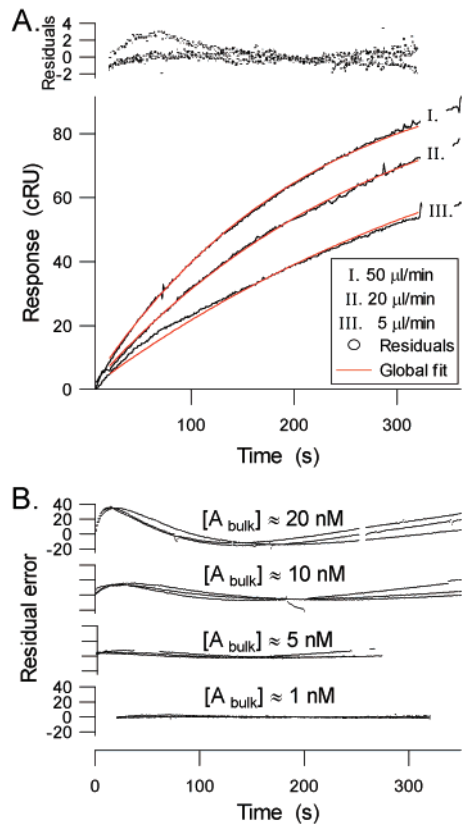 A.
Residuals
4
2
0
-2
Response (cRU)
80
60
40
20
0
I.
II.
III.
I. 50 μl/min
II. 20 μl/min
III. 5 μl/min
Residuals
Global fit
100 200 300
Time (s)
B.
Residual error
40
20
0
-20
[A bulk] ≈ 20 nM
[A bulk] ≈ 10 nM
[A bulk] ≈ 5 nM
[A bulk] ≈ 1 nM
40
20
0
-20
0 100 200 300
Time (s)